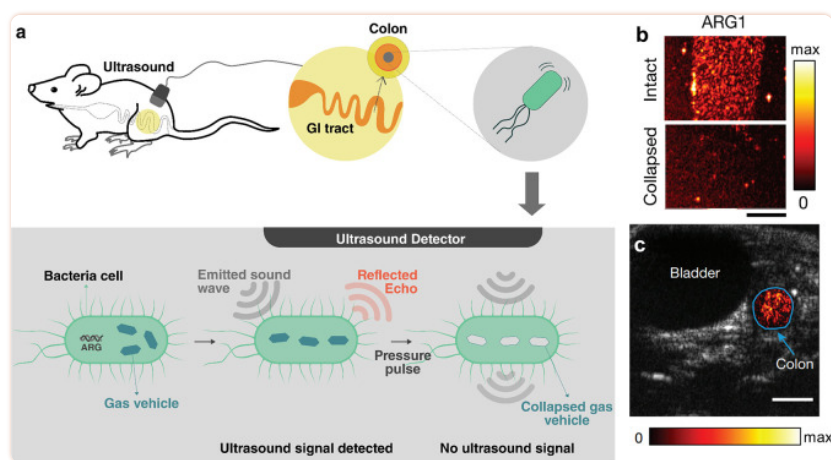 a
Ultrasound
Colon
GI tract
Ultrasound Detector
Bacteria cell
Emitted sound
wave
Reflected
Echo
ARG
Gas vehicle
Pressure
pulse
Collapsed gas
vehicle
Ultrasound signal detected
No ultrasound signal
b
ARG1
Intact
Collapsed
max
0
c
Bladder
Colon
0
max